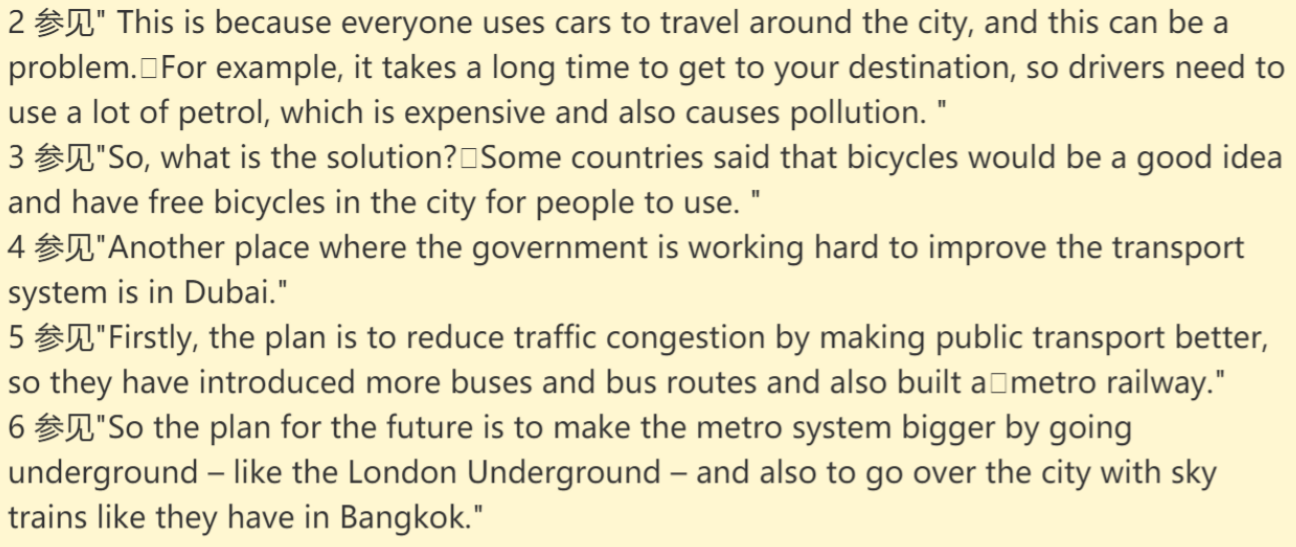 2 参见" This is because everyone uses cars to travel around the city, and this can be a
problem.□For example, it takes a long time to get to your destination, so drivers need to
use a lot of petrol, which is expensive and also causes pollution. "
3 参见"So, what is the solution?□Some countries said that bicycles would be a good idea
and have free bicycles in the city for people to use. "
4 参见"Another place where the government is working hard to improve the transport
system is in Dubai."
5 参见"Firstly, the plan is to reduce traffic congestion by making public transport better,
so they have introduced more buses and bus routes and also built a□metro railway."
6 参见"So the plan for the future is to make the metro system bigger by going
underground – like the London Underground – and also to go over the city with sky
trains like they have in Bangkok."